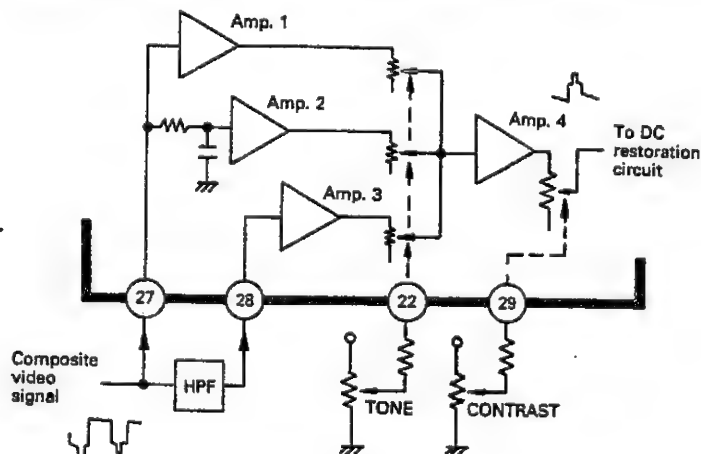 Amp. 1
Amp. 2
Amp. 3
Amp. 4
To DC
restoration
circuit
27
28
22
29
Composite
video
signal
HPF
TONE
CONTRAST